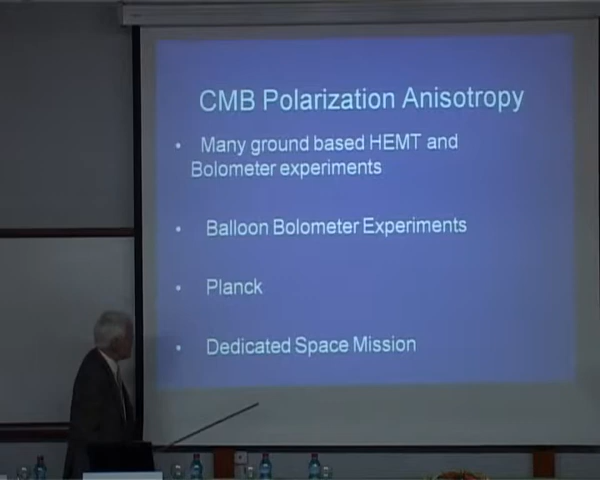 CMB Polarization Anisotropy
• Many ground based HEMT and
Bolometer experiments
• Balloon Bolometer Experiments
• Planck
• Dedicated Space Mission